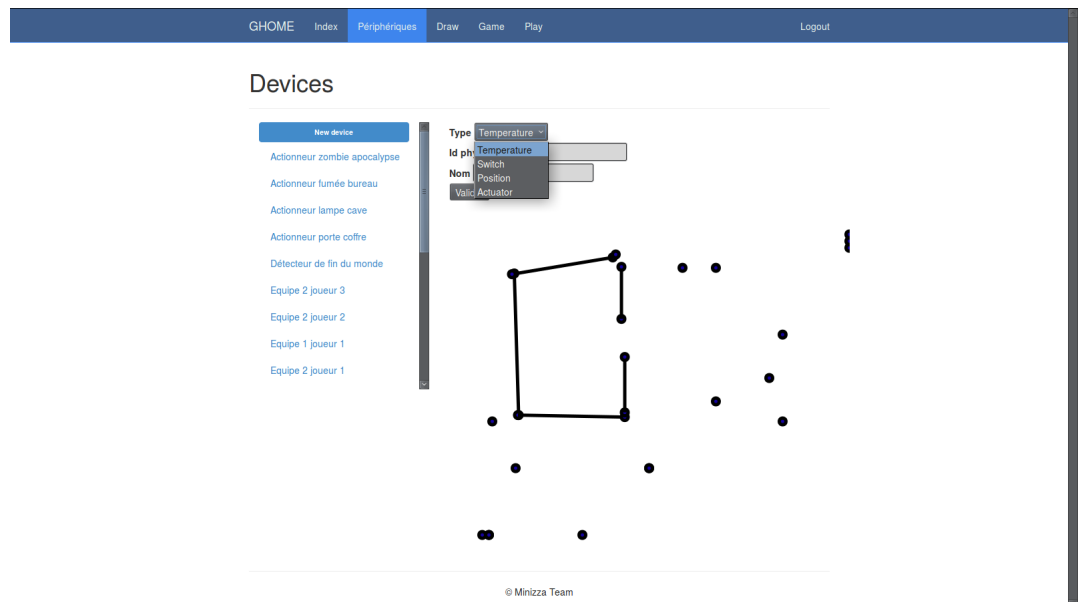 GHOME Index Périphériques Draw Game Play Logout
Devices
New device
Actionneur zombie apocalypse
Actionneur fumée bureau
Actionneur lampe cave
Actionneur porte coffre
Détecteur de fin du monde
Equipe 2 joueur 3
Equipe 2 joueur 2
Equipe 1 joueur 1
Equipe 2 joueur 1
Type Temperature
Id phy
Nom
Valid
Temperature
Switch
Position
Actuator
© Minizza Team